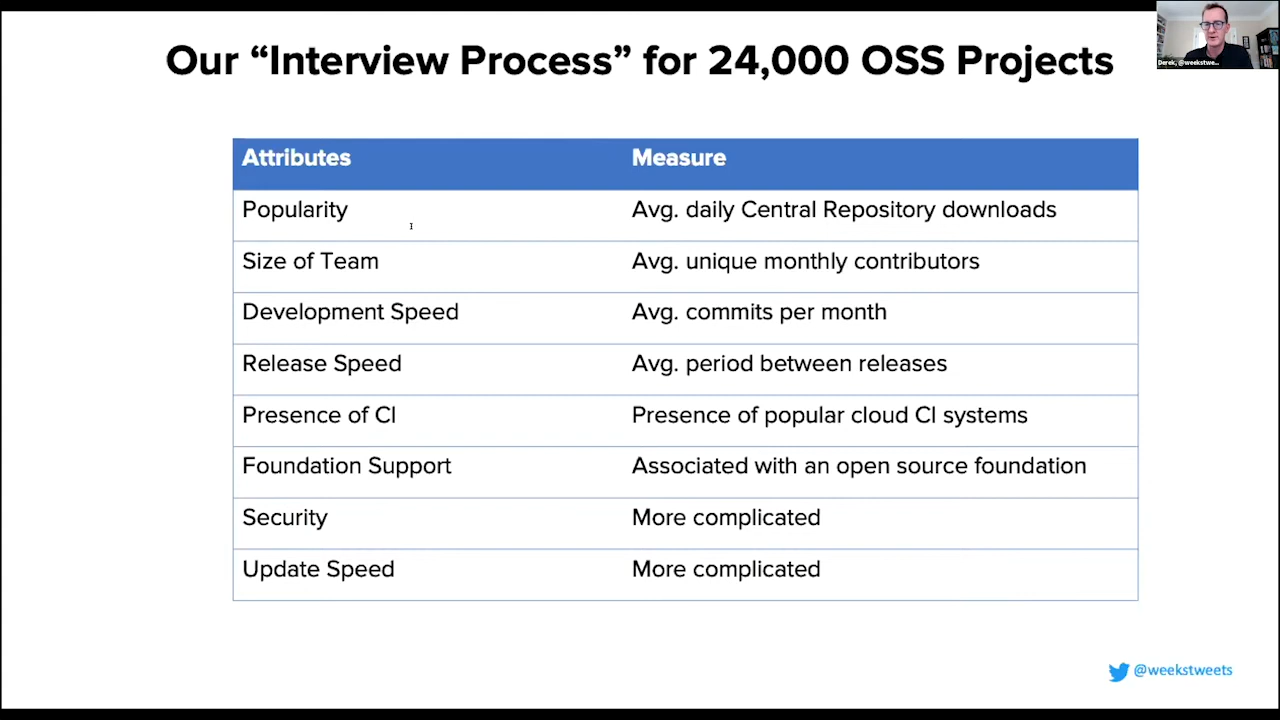 Our “Interview Process” for 24,000 OSS Projects
Derek, @weekstwe...
Attributes Measure
Popularity Avg. daily Central Repository downloads
Size of Team Avg. unique monthly contributors
Development Speed Avg. commits per month
Release Speed Avg. period between releases
Presence of CI Presence of popular cloud CI systems
Foundation Support Associated with an open source foundation
Security More complicated
Update Speed More complicated
@weekstweets